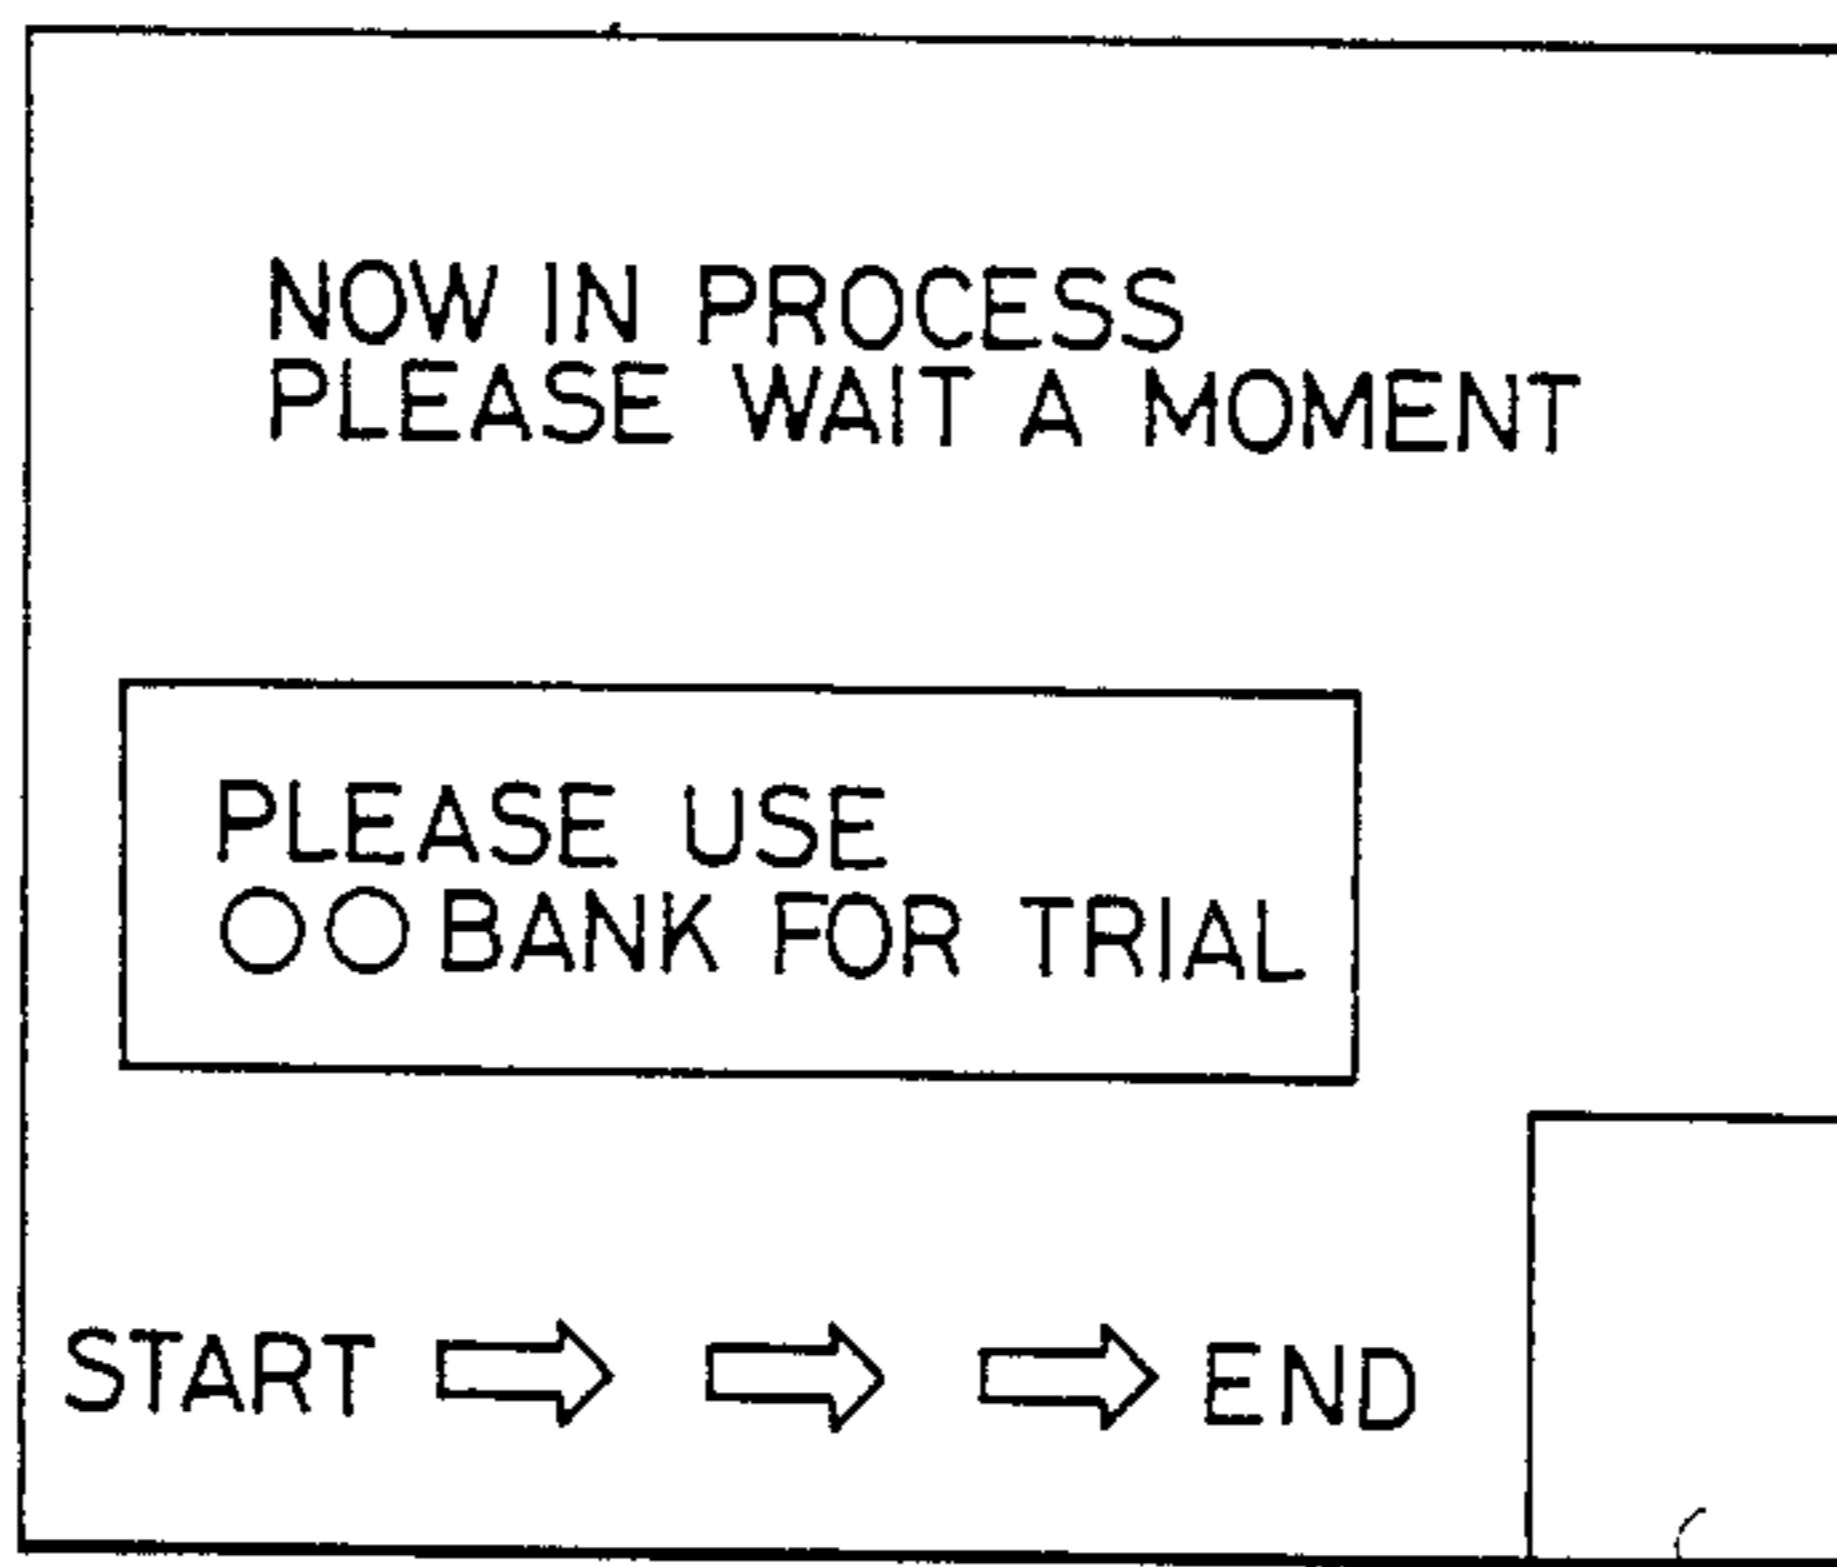 NOW IN PROCESS
PLEASE WAIT A MOMENT
PLEASE USE
○○BANK FOR TRIAL
START ⇨ ⇨ ⇨ END